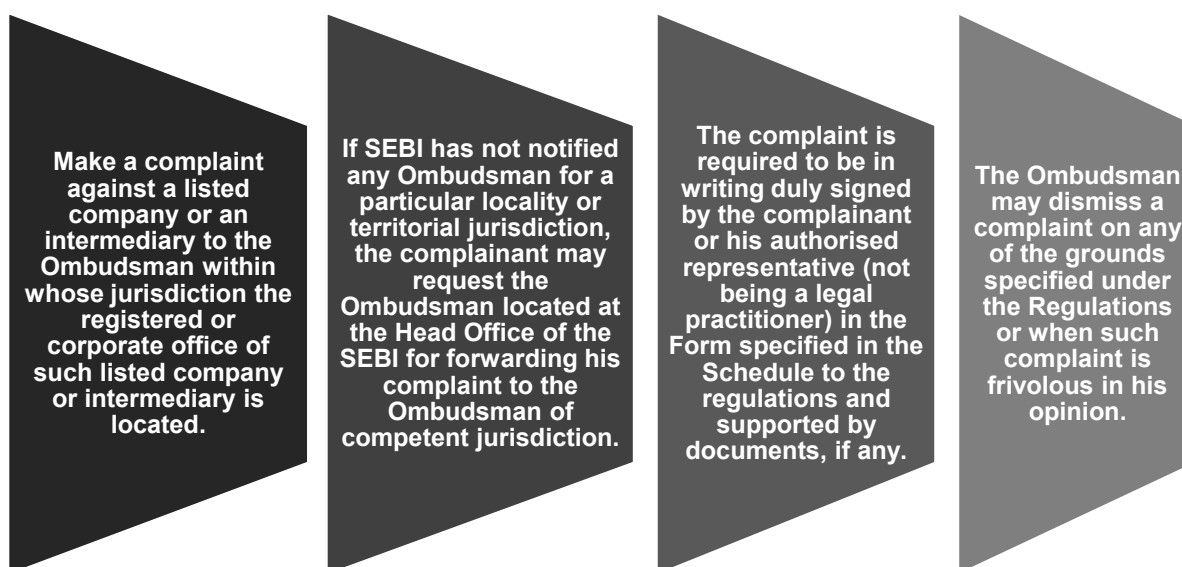 Make a complaint
against a listed
company or an
intermediary to the
Ombudsman within
whose jurisdiction the
registered or
corporate office of
such listed company
or intermediary is
located.
If SEBI has not notified
any Ombudsman for a
particular locality or
territorial jurisdiction,
the complainant may
request the
Ombudsman located at
the Head Office of the
SEBI for forwarding his
complaint to the
Ombudsman of
competent jurisdiction.
The complaint is
required to be in
writing duly signed
by the complainant
or his authorised
representative (not
being a legal
practitioner) in the
Form specified in the
Schedule to the
regulations and
supported by
documents, if any.
The Ombudsman
may dismiss a
complaint on any
of the grounds
specified under
the Regulations
or when such
complaint is
frivolous in his
opinion.